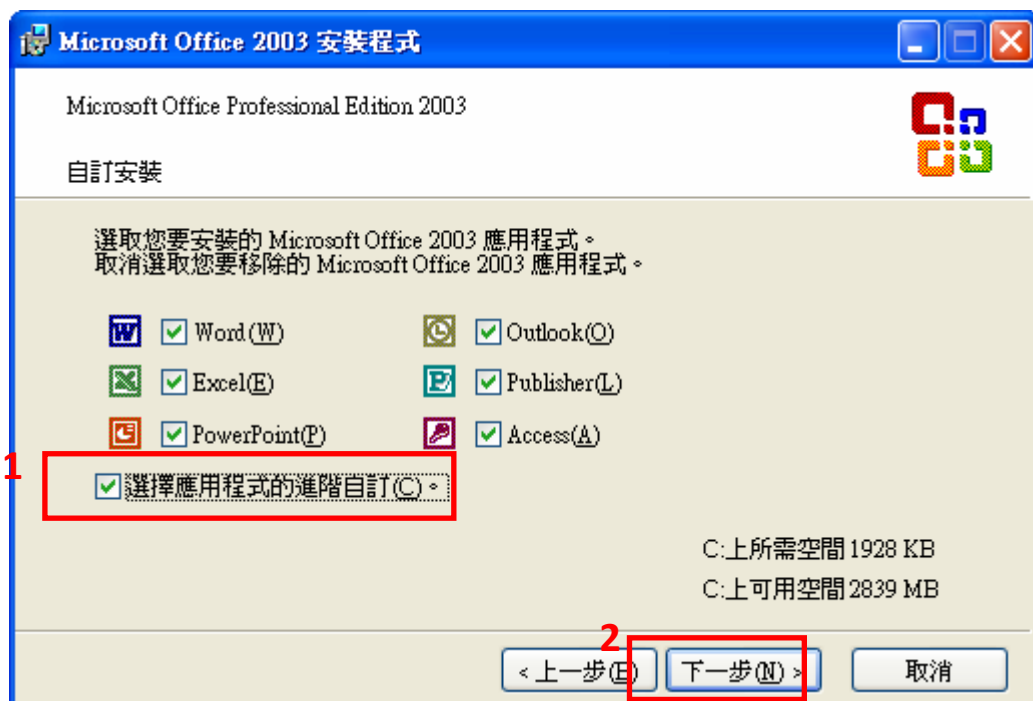 Microsoft Office 2003 安裝程式
Microsoft Office Professional Edition 2003
自訂安裝
選取您要安裝的 Microsoft Office 2003 應用程式。
取消選取您要移除的 Microsoft Office 2003 應用程式。
Word(W) Outlook(O)
Excel(E) Publisher(L)
PowerPoint(P) Access(A)
1
選擇應用程式的進階自訂(C)。
C:上所需空間 1928 KB
C:上可用空間 2839 MB
2
< 上一步(B) 下一步(N) > 取消